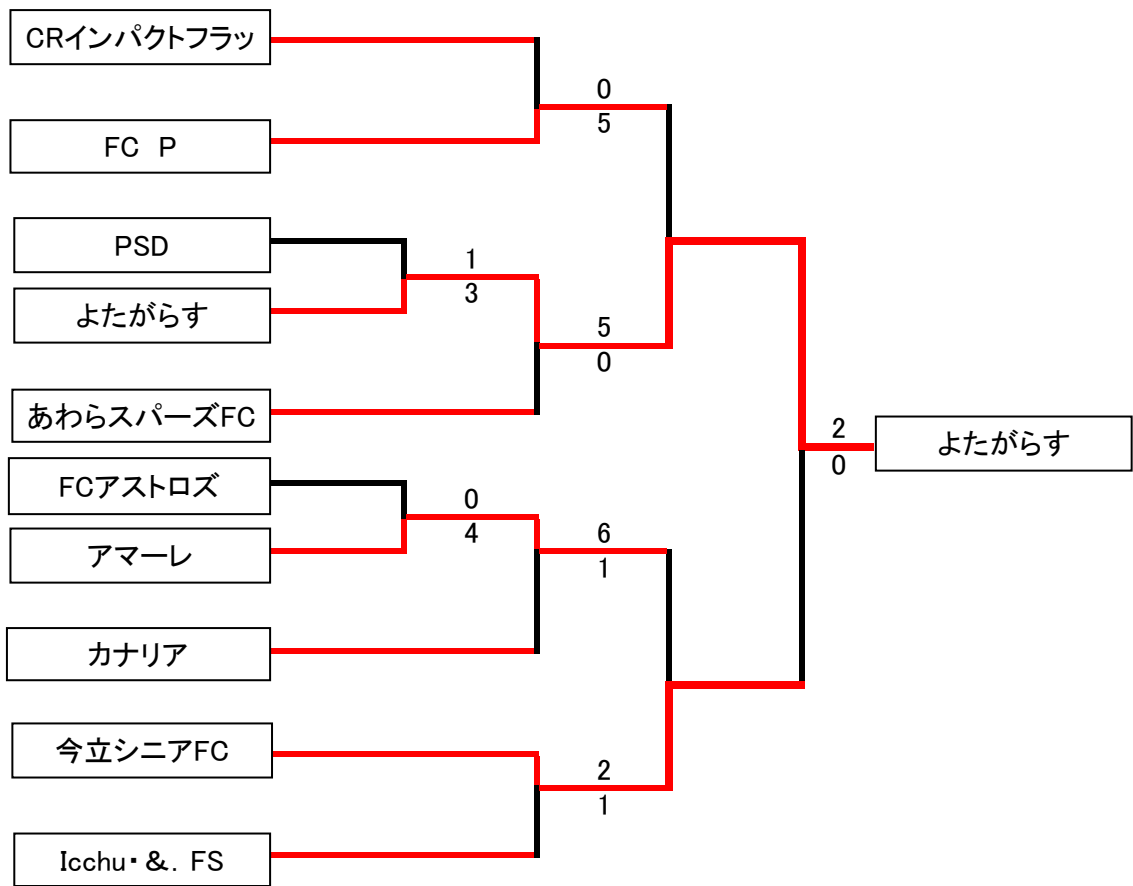 CRインパクトフラッ
0
5
FC P
PSD
1
3
よたがらす
5
0
あわらスパーズFC
2
0
よたがらす
FCアストロズ
0
4
アマーレ
6
1
カナリア
今立シニアFC
2
1
Icchu・&. FS